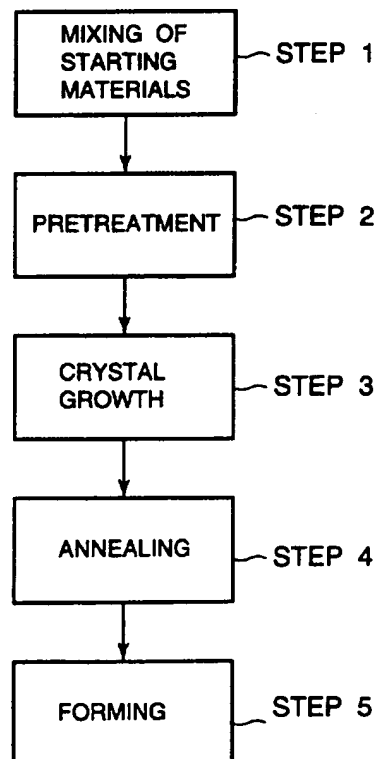 MIXING OF
STARTING
MATERIALS
STEP 1
PRETREATMENT
STEP 2
CRYSTAL
GROWTH
STEP 3
ANNEALING
STEP 4
FORMING
STEP 5